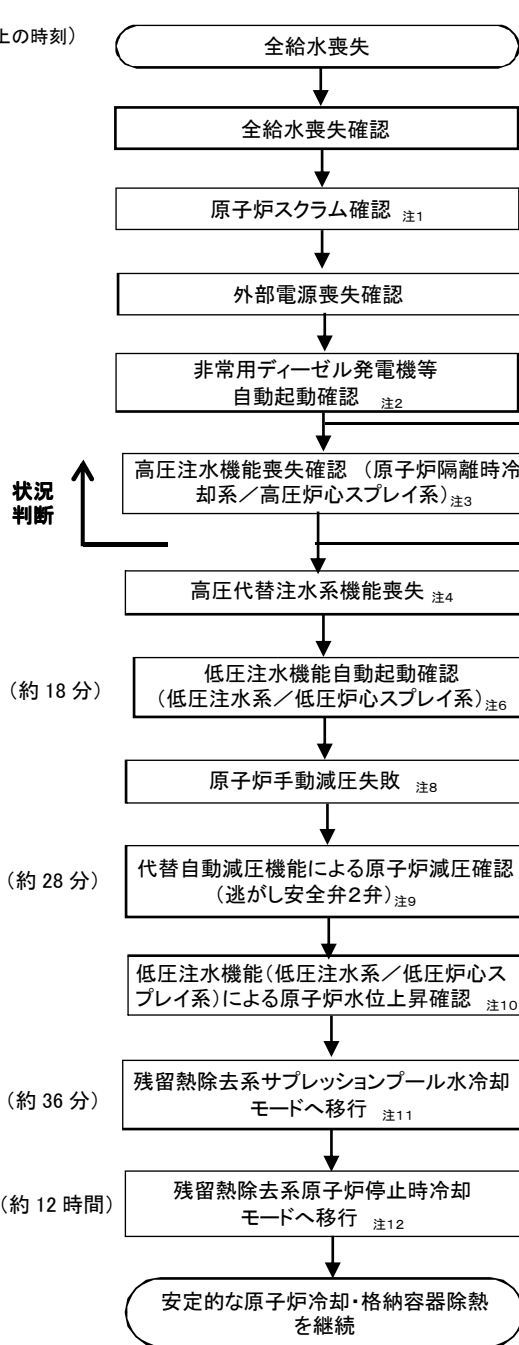 上の時刻）
全給水喪失
全給水喪失確認
原子炉スクラム確認 注1
外部電源喪失確認
非常用ディーゼル発電機等
自動起動確認 注2
高圧注水機能喪失確認 （原子炉隔離時冷
却系／高圧炉心スプレイ系）注3
状況
判断
高圧代替注水系機能喪失 注4
（約 18 分）
低圧注水機能自動起動確認
（低圧注水系／低圧炉心スプレイ系）注6
原子炉手動減圧失敗 注8
（約 28 分）
代替自動減圧機能による原子炉減圧確認
（逃がし安全弁２弁）注9
低圧注水機能（低圧注水系／低圧炉心ス
プレイ系）による原子炉水位上昇確認 注10
（約 36 分）
残留熱除去系サプレッションプール水冷却
モードへ移行 注11
（約 12 時間）
残留熱除去系原子炉停止時冷却
モードへ移行 注12
安定的な原子炉冷却・格納容器除熱
を継続